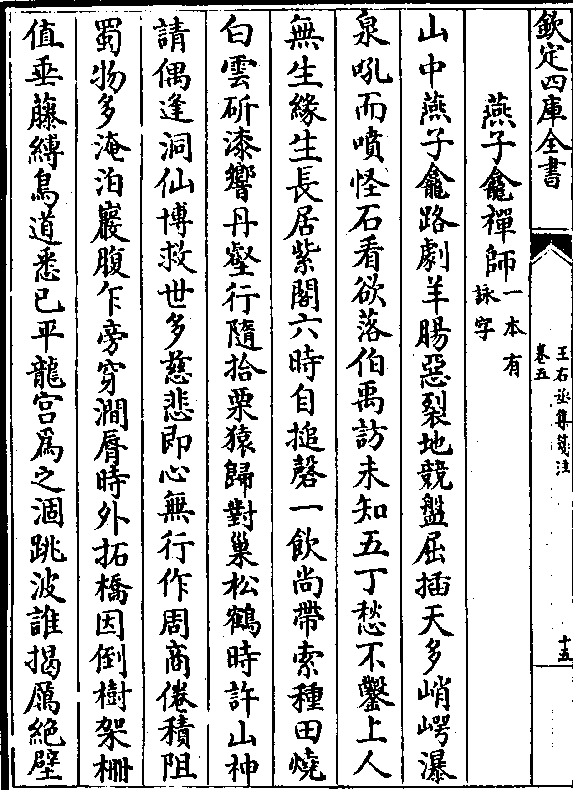 欽定四庫全書
王右丞集箋注
卷五
十五
燕子龕禪師一本有
詠字
山中燕子龕路劇羊腸惡裂地競盤屈插天多峭崿瀑
泉吼而噴怪石看欲落伯禹訪未知五丁愁不鑿上人
無生緣生長居紫閣六時自搥磬一飲尚帶索種田燒
白雲斫漆響丹壑行隨拾栗猿歸對巢松鶴時許山神
請偶逢洞仙博救世多慈悲即心無行作周商倦積阻
蜀物多淹泊巖腹乍旁穿澗脣時外拓橋因倒樹架柵
值垂藤縛鳥道悉已平龍宫爲之涸跳波誰揭厲絶壁